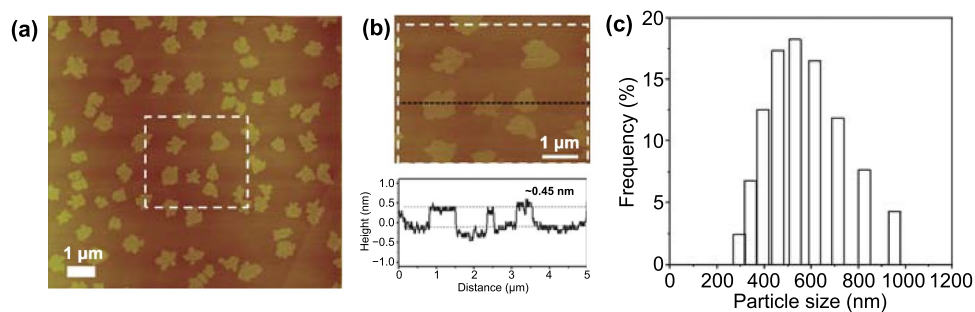 (a)
1 μm
(b)
1 μm
Height (nm)
1.0
0.5
0.0
−0.5
−1.0
~0.45 nm
0 1 2 3 4 5
Distance (μm)
(c)
Frequency (%)
20
15
10
5
0
0 200 400 600 800 1000 1200
Particle size (nm)